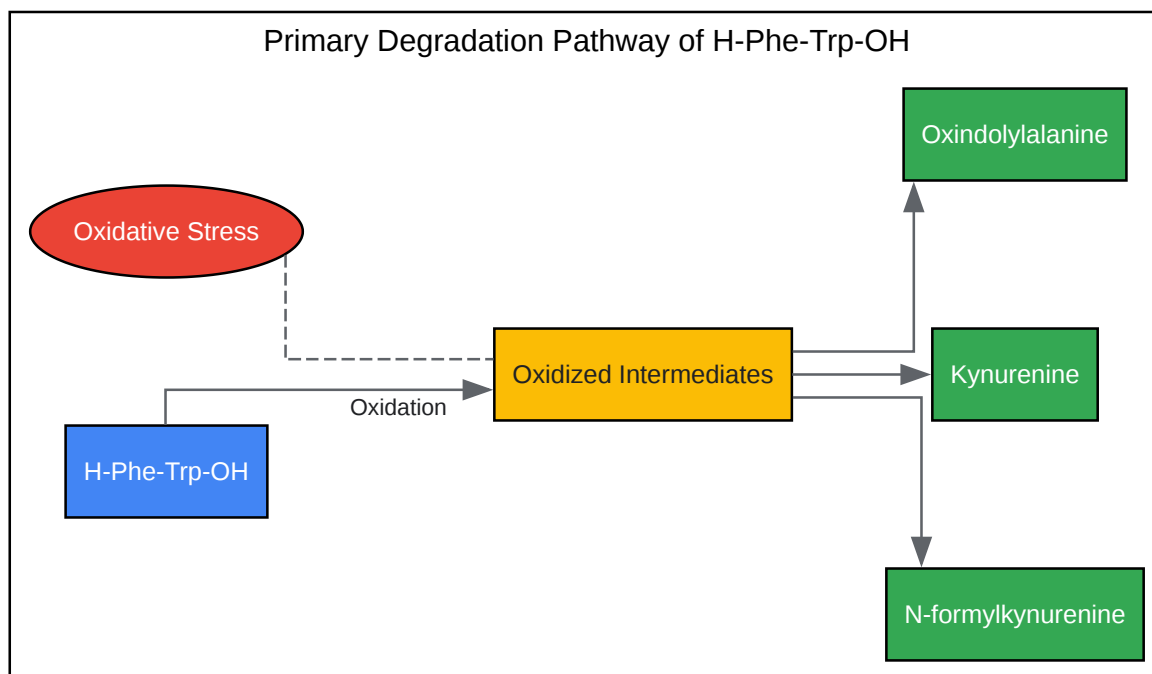 Primary Degradation Pathway of H-Phe-Trp-OH
Oxindolylalanine
Oxidative Stress
Oxidized Intermediates
Kynurenine
Oxidation
H-Phe-Trp-OH
N-formylkynurenine